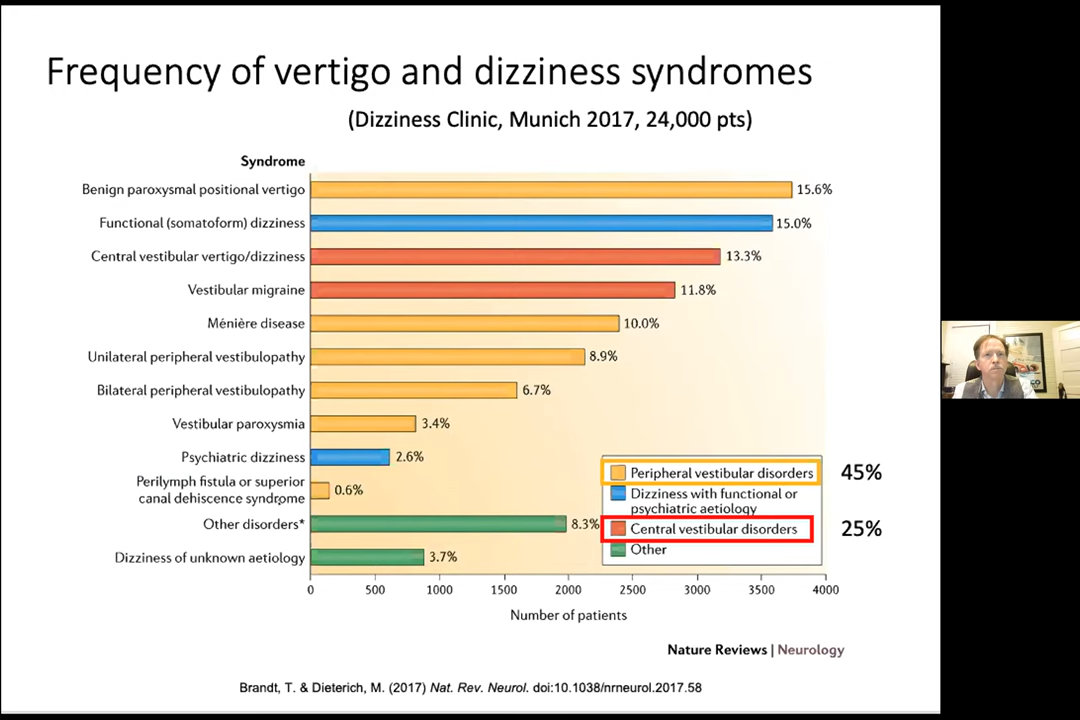 Frequency of vertigo and dizziness syndromes
(Dizziness Clinic, Munich 2017, 24,000 pts)
Syndrome
Benign paroxysmal positional vertigo 15.6%
Functional (somatoform) dizziness 15.0%
Central vestibular vertigo/dizziness 13.3%
Vestibular migraine 11.8%
Ménière disease 10.0%
Unilateral peripheral vestibulopathy 8.9%
Bilateral peripheral vestibulopathy 6.7%
Vestibular paroxysmia 3.4%
Psychiatric dizziness 2.6%
Perilymph fistula or superior
canal dehiscence syndrome 0.6%
Other disorders* 8.3%
Dizziness of unknown aetiology 3.7%
Peripheral vestibular disorders 45%
Dizziness with functional or
psychiatric aetiology
Central vestibular disorders 25%
Other
0 500 1000 1500 2000 2500 3000 3500 4000
Number of patients
Nature Reviews | Neurology
Brandt, T. & Dieterich, M. (2017) Nat. Rev. Neurol. doi:10.1038/nrneurol.2017.58